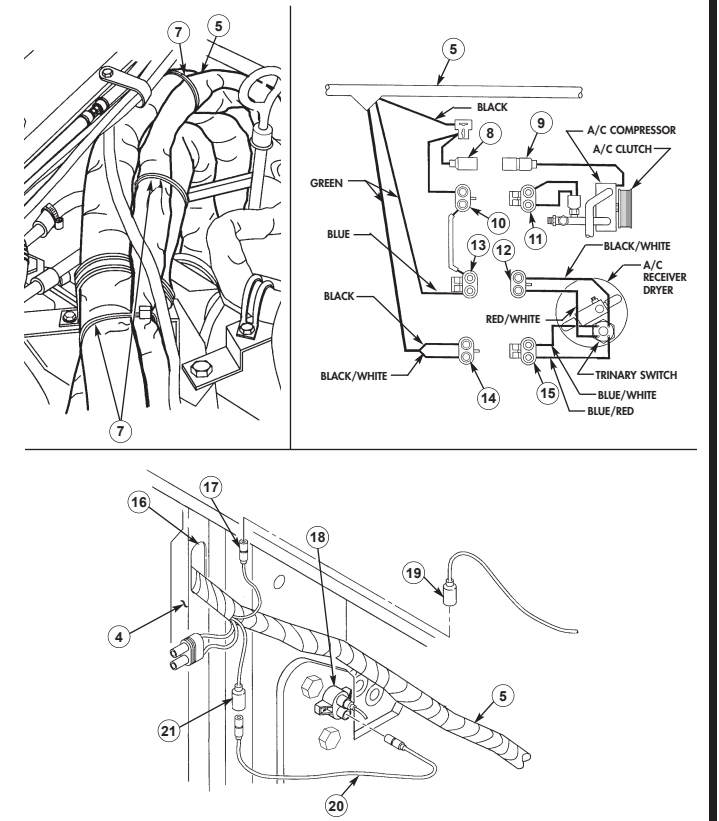 7
5
7
5
BLACK
8
9
A/C COMPRESSOR
A/C CLUTCH
GREEN
10
11
BLUE
13
12
BLACK/WHITE
A/C
RECEIVER
DRYER
BLACK
RED/WHITE
BLACK/WHITE
14
15
TRINARY SWITCH
BLUE/WHITE
BLUE/RED
16
17
18
19
4
5
21
20